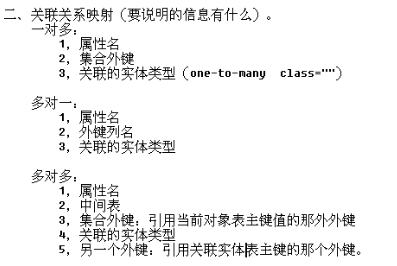 二、关联关系映射（要说明的信息有什么）。
一对多：
1，属性名
2，集合外键
3，关联的实体类型（one-to-many class=""）
多对一：
1，属性名
2，外键列名
3，关联的实体类型
多对多：
1，属性名
2，中间表
3，集合外键：引用当前对象表主键值的那外外键
4，关联的实体类型
5，另一个外键：引用关联实体表主键的那个外键。